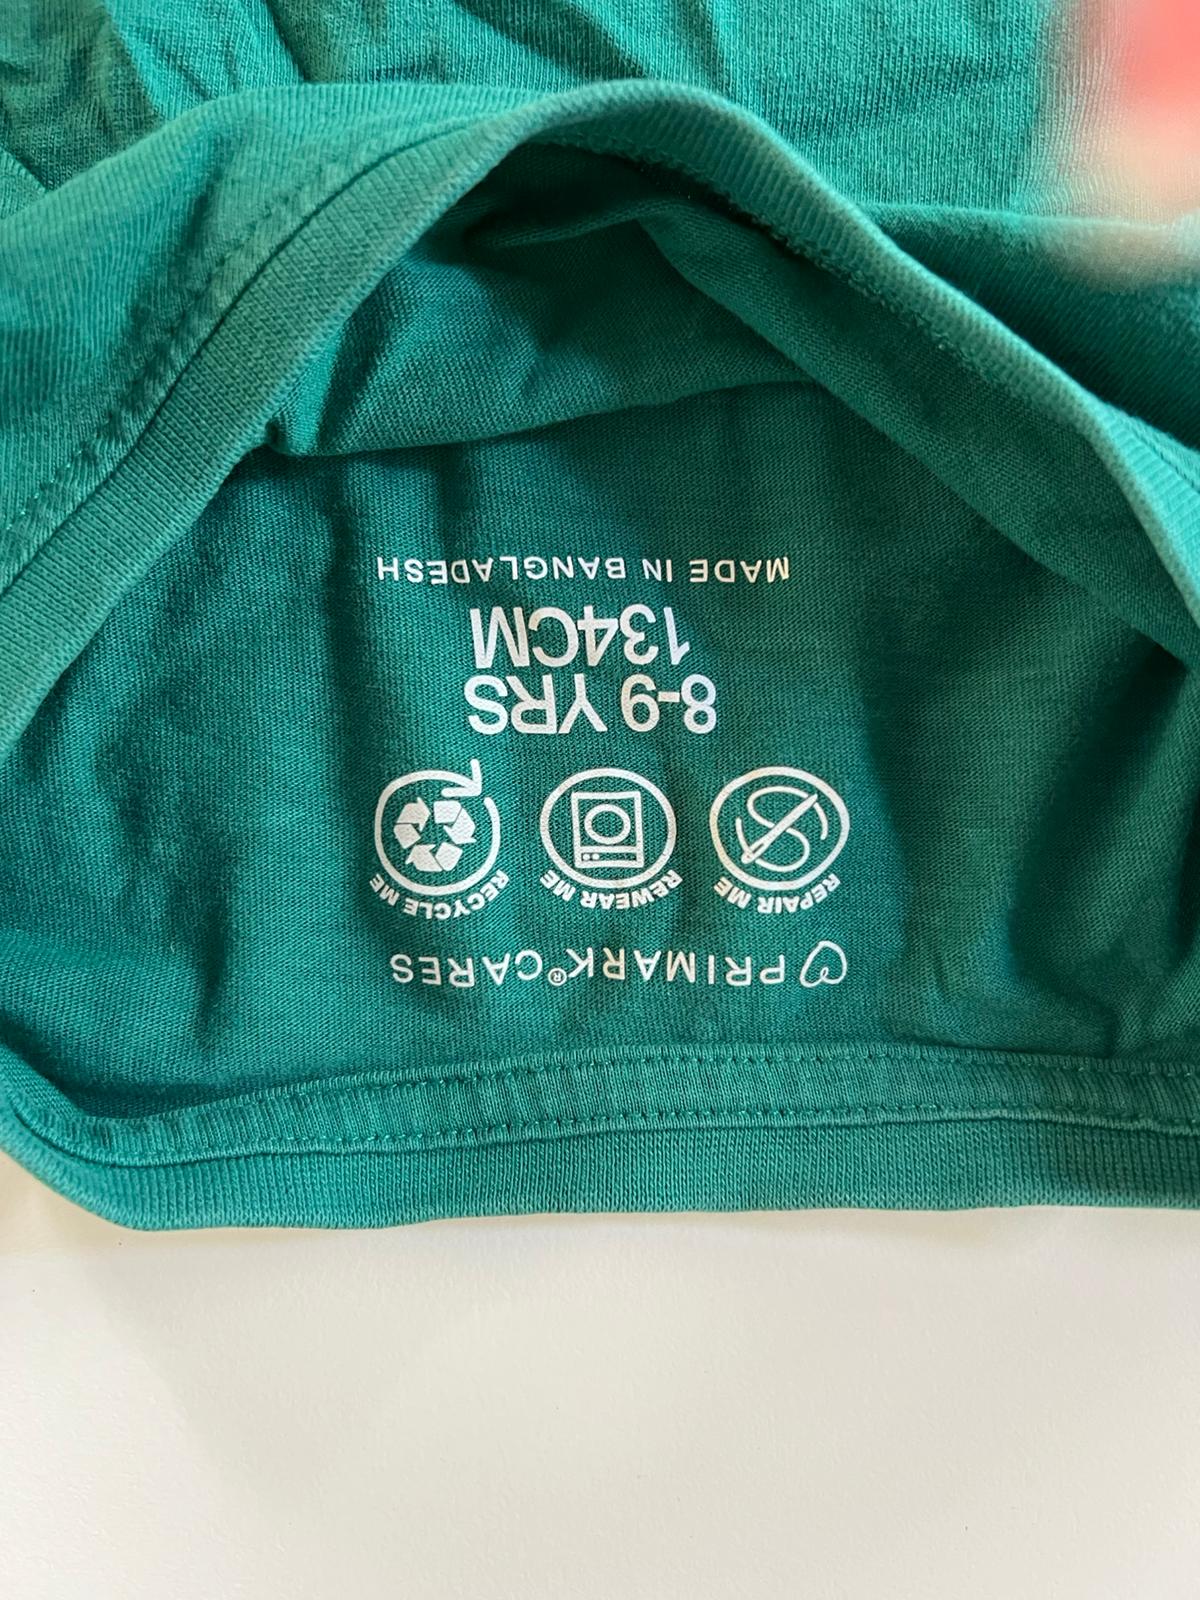 PRIMARK® CARES
REPAIR ME
REWEAR ME
RECYCLE ME
8-9 YRS
134CM
MADE IN BANGLADESH